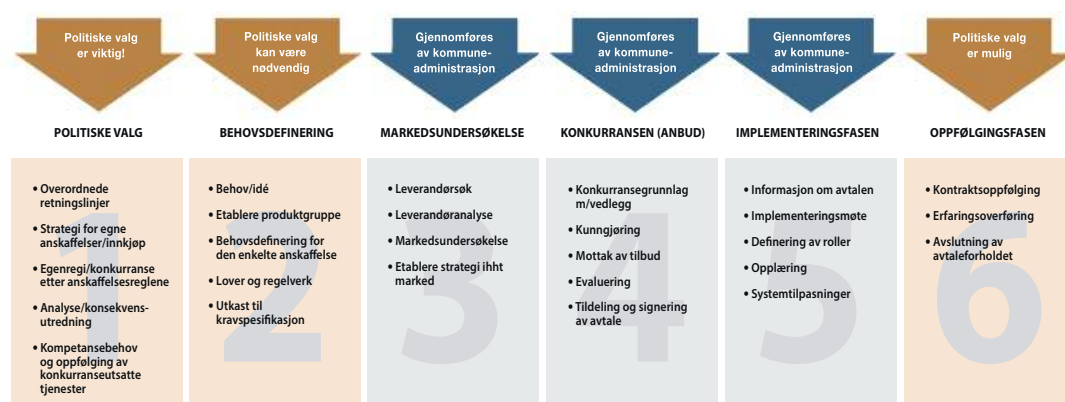 Politiske valg
er viktig!
Politiske valg
kan være
nødvendig
Gjennomføres
av kommune-
administrasjon
Gjennomføres
av kommune-
administrasjon
Gjennomføres
av kommune-
administrasjon
Politiske valg
er mulig
POLITISKE VALG
BEHOVSDEFINERING
MARKEDSUNDERSØKELSE
KONKURRANSEN (ANBUD)
IMPLEMENTERINGSFASEN
OPPFØLGINGSFASEN
1
• Overordnede
retningslinjer
• Strategi for egne
anskaffelser/innkjøp
• Egenregi/konkurranse
etter anskaffelsesreglene
• Analyse/konsekvens-
utredning
• Kompetansebehov
og oppfølging av
konkurranseutsatte
tjenester
2
• Behov/idé
• Etablere produktgruppe
• Behovsdefinering for
den enkelte anskaffelse
• Lover og regelverk
• Utkast til
kravspesifikasjon
3
• Leverandørsøk
• Leverandøranalyse
• Markedsundersøkelse
• Etablere strategi ihht
marked
4
• Konkurransegrunnlag
m/vedlegg
• Kunngjøring
• Mottak av tilbud
• Evaluering
• Tildeling og signering
av avtale
5
• Informasjon om avtalen
• Implementeringsmøte
• Definering av roller
• Opplæring
• Systemtilpasninger
6
• Kontraktsoppfølging
• Erfaringsoverføring
• Avslutning av
avtaleforholdet